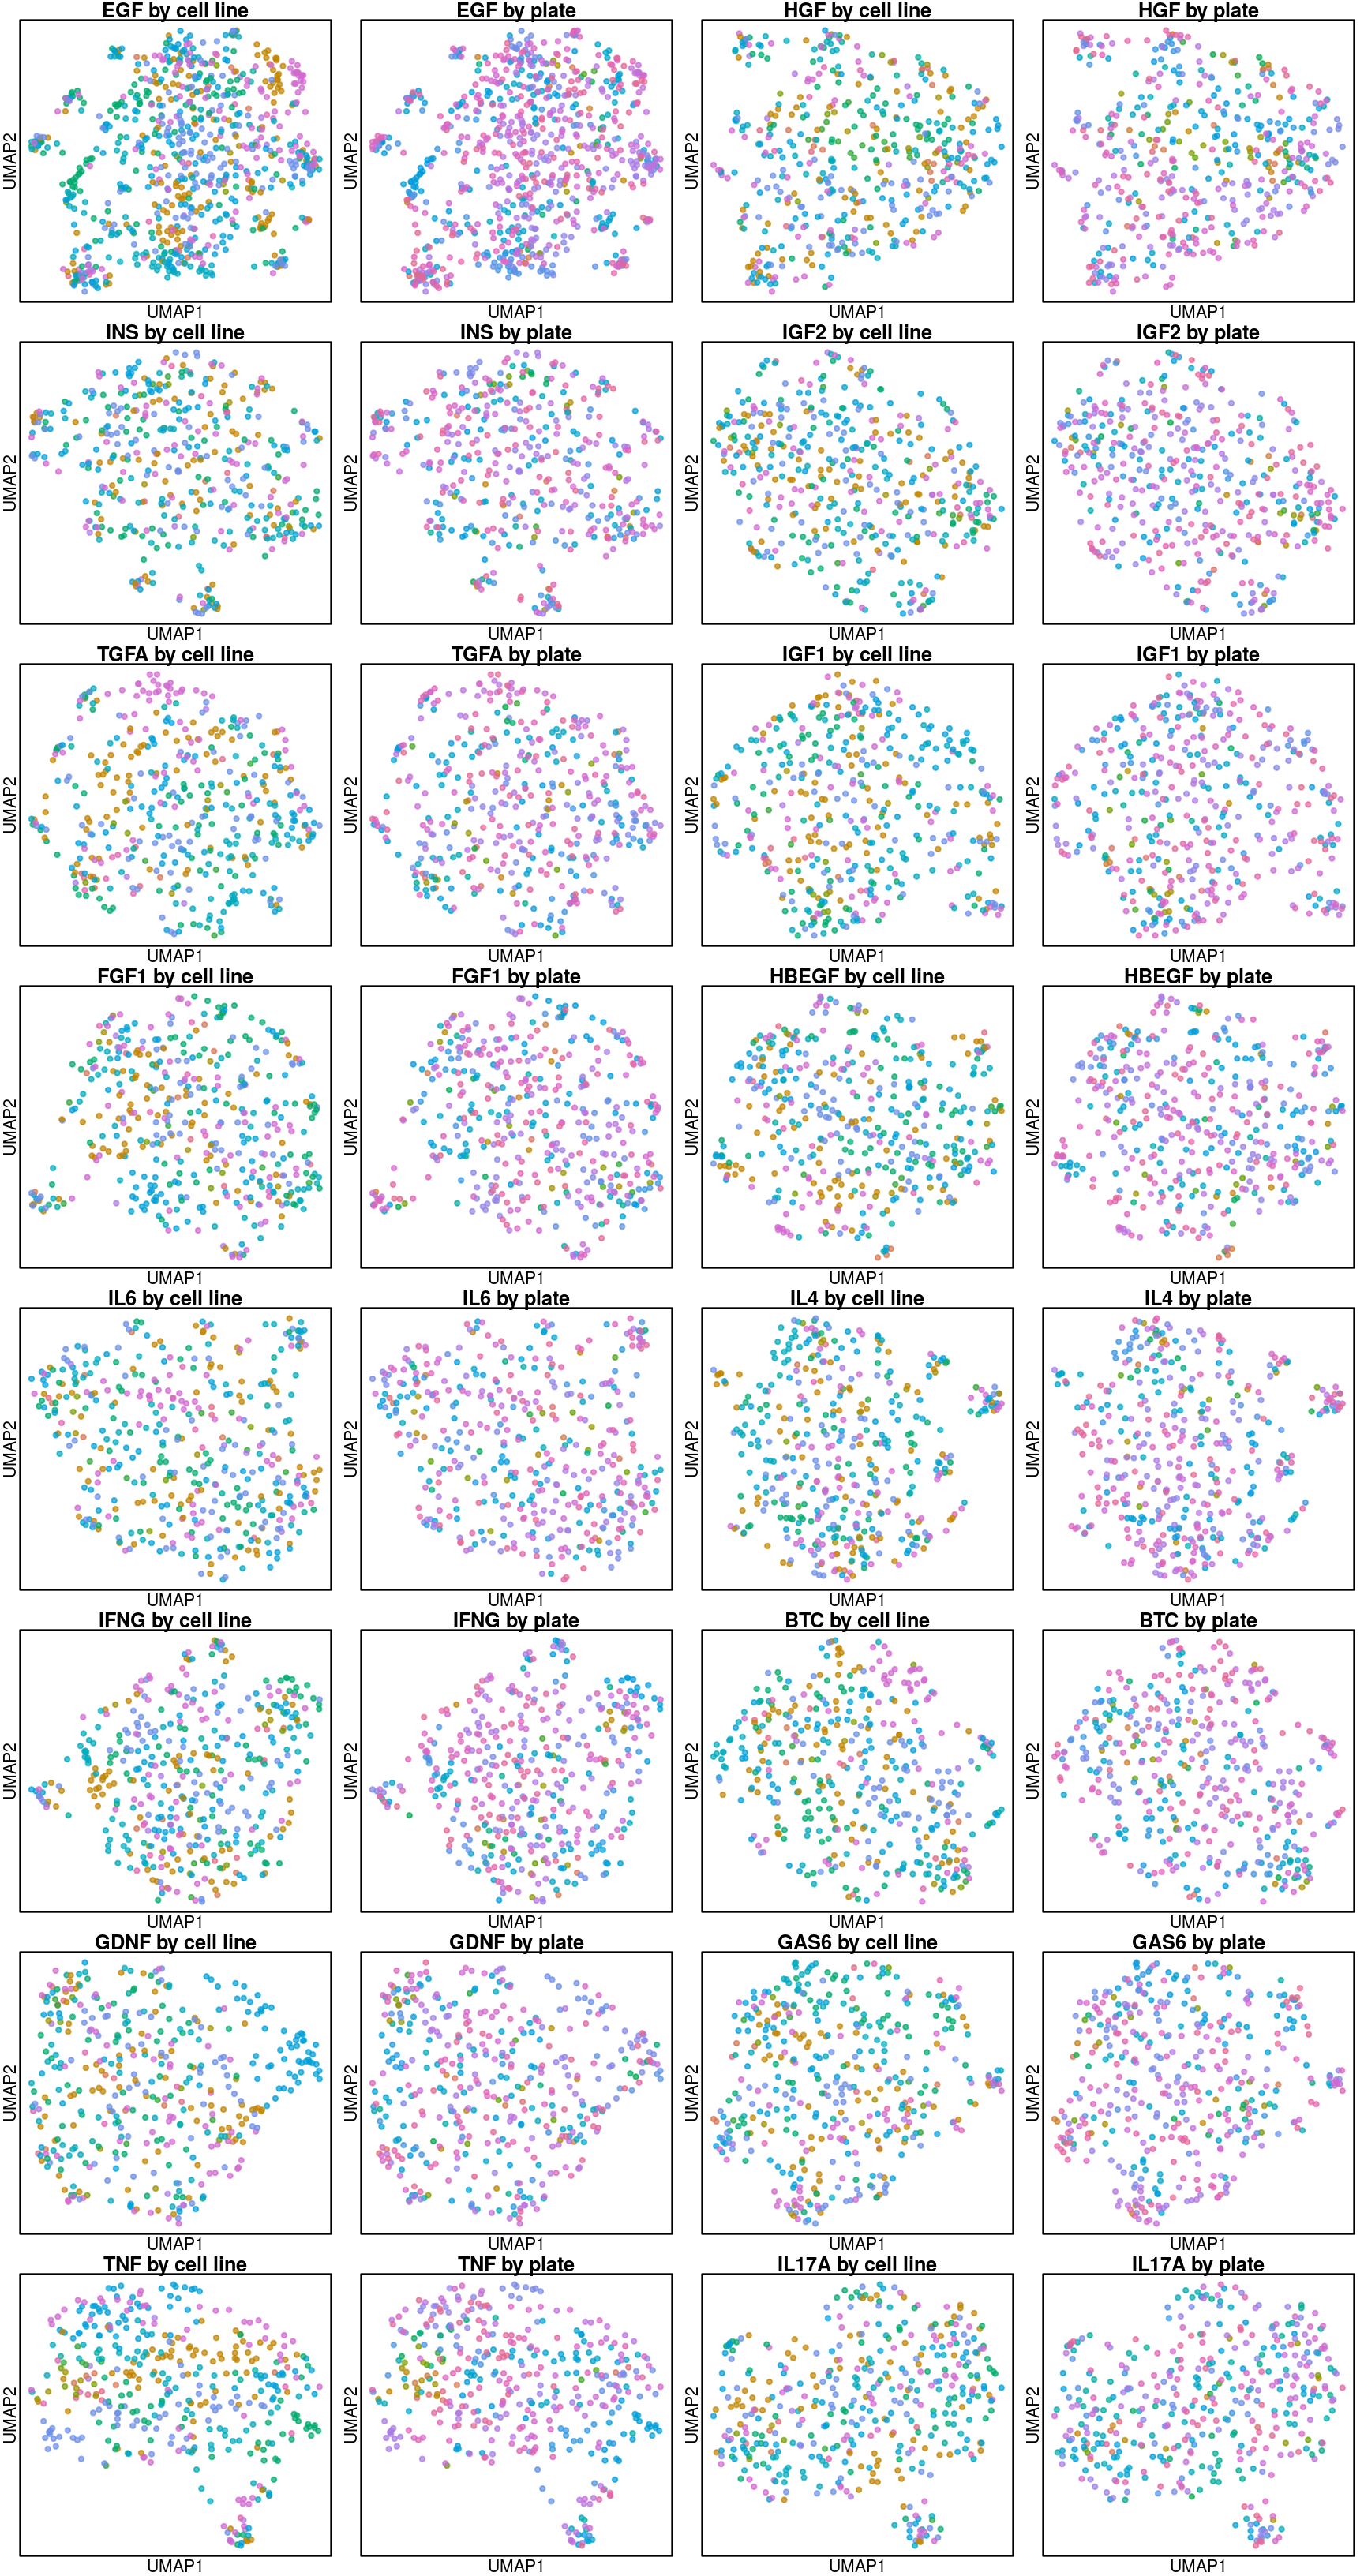 EGF by cell line
EGF by plate
HGF by cell line
HGF by plate
UMAP2
UMAP2
UMAP2
UMAP2
UMAP1
UMAP1
UMAP1
UMAP1
INS by cell line
INS by plate
IGF2 by cell line
IGF2 by plate
UMAP2
UMAP2
UMAP2
UMAP2
UMAP1
UMAP1
UMAP1
UMAP1
TGFA by cell line
TGFA by plate
IGF1 by cell line
IGF1 by plate
UMAP2
UMAP2
UMAP2
UMAP2
UMAP1
UMAP1
UMAP1
UMAP1
FGF1 by cell line
FGF1 by plate
HBEGF by cell line
HBEGF by plate
UMAP2
UMAP2
UMAP2
UMAP2
UMAP1
UMAP1
UMAP1
UMAP1
IL6 by cell line
IL6 by plate
IL4 by cell line
IL4 by plate
UMAP2
UMAP2
UMAP2
UMAP2
UMAP1
UMAP1
UMAP1
UMAP1
IFNG by cell line
IFNG by plate
BTC by cell line
BTC by plate
UMAP2
UMAP2
UMAP2
UMAP2
UMAP1
UMAP1
UMAP1
UMAP1
GDNF by cell line
GDNF by plate
GAS6 by cell line
GAS6 by plate
UMAP2
UMAP2
UMAP2
UMAP2
UMAP1
UMAP1
UMAP1
UMAP1
TNF by cell line
TNF by plate
IL17A by cell line
IL17A by plate
UMAP2
UMAP2
UMAP2
UMAP2
UMAP1
UMAP1
UMAP1
UMAP1